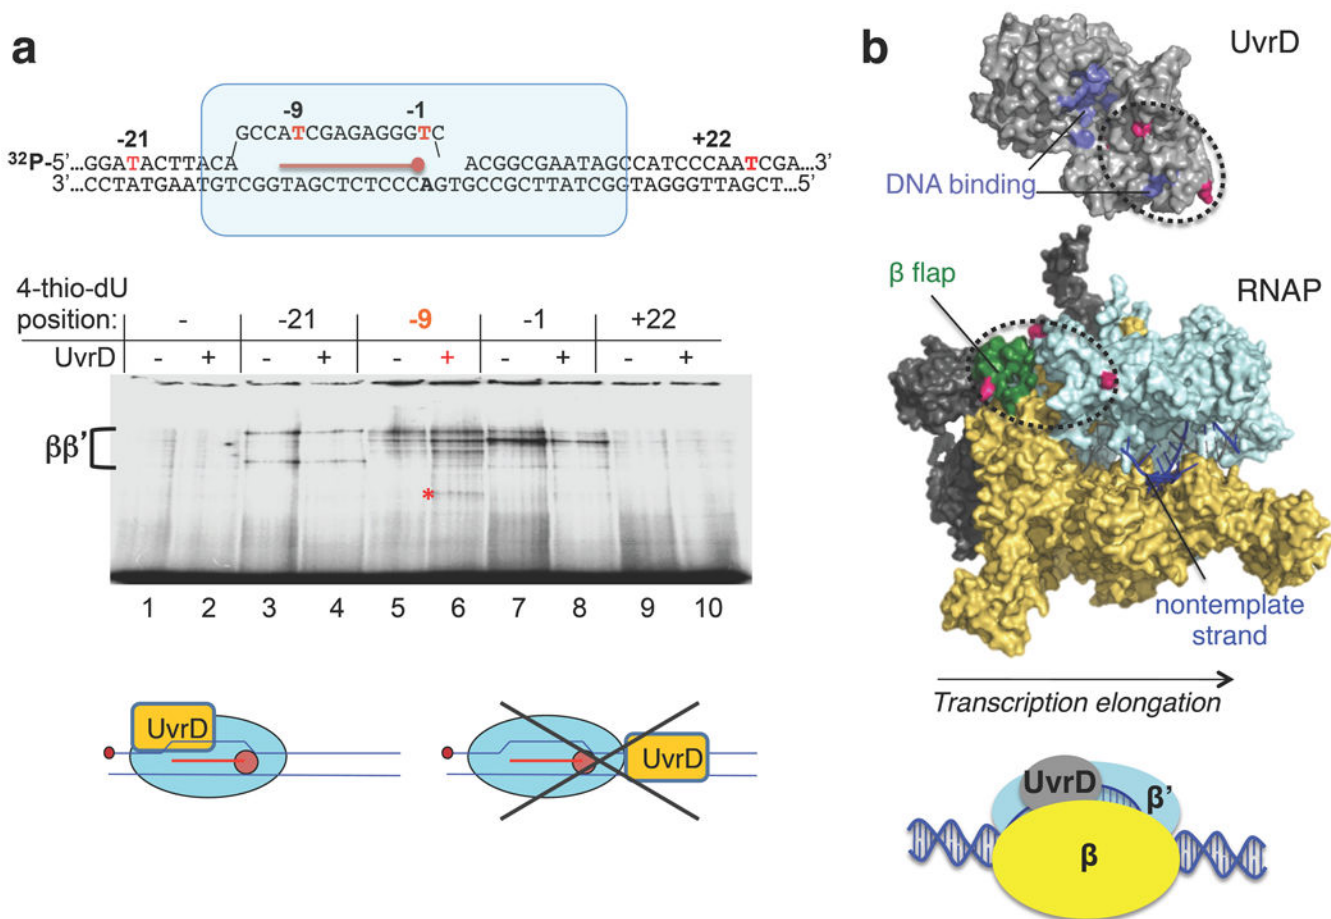 a
-9 -1
-21 GCCATCGAGAGGGTC +22
32P-5’...GGATACTTACA ACGGCGAATAGCCATCCCAATCGA...3’
3’...CCTATGAATGTCGGTAGCTCTCCCAGTGCCGCTTATCGGTAGGGTTAGCT...5’
4-thio-dU
position: - -21 -9 -1 +22
UvrD - + - + - + - + - +
ββ’
*
1 2 3 4 5 6 7 8 9 10
UvrD
UvrD
b
UvrD
DNA binding
β flap
RNAP
nontemplate
strand
Transcription elongation
UvrD
β’
β